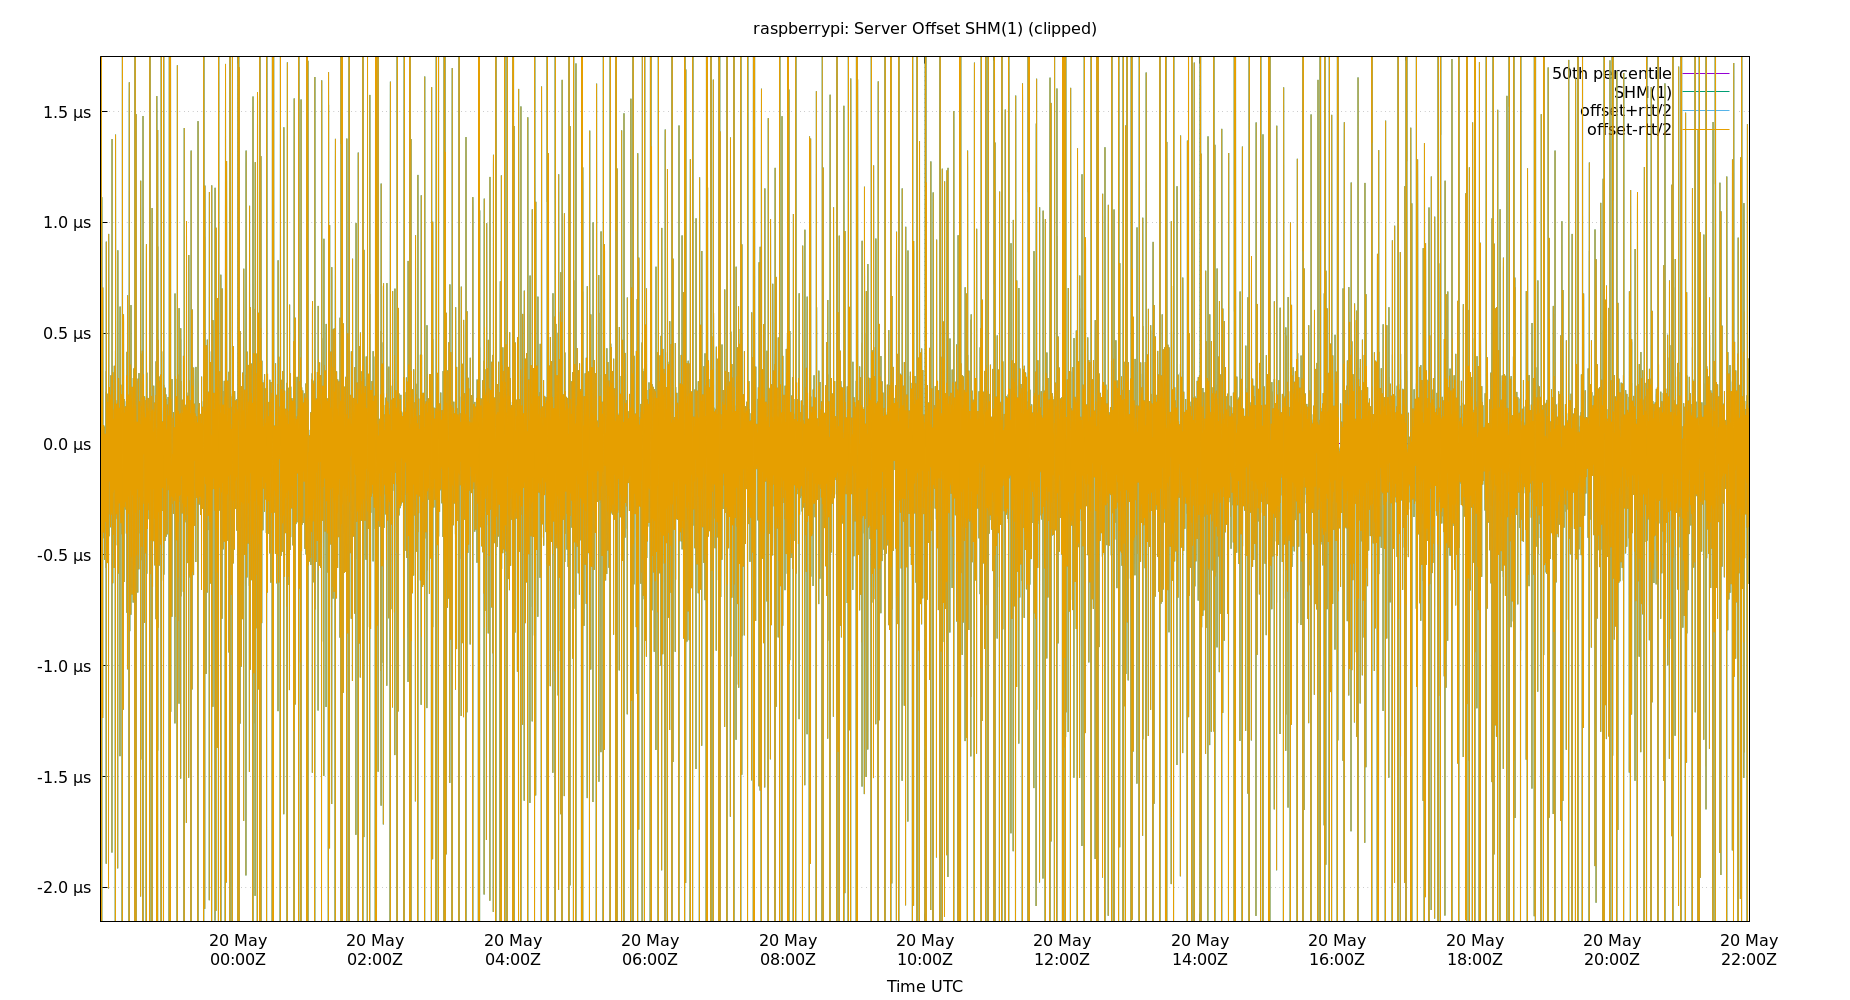 raspberrypi: Server Offset SHM(1) (clipped)
50th percentile
SHM(1)
offset+rtt/2
offset-rtt/2
1.5 µs
1.0 µs
0.5 µs
0.0 µs
-0.5 µs
-1.0 µs
-1.5 µs
-2.0 µs
20 May 20 May 20 May 20 May 20 May 20 May 20 May 20 May 20 May 20 May 20 May 20 May
00:00Z 02:00Z 04:00Z 06:00Z 08:00Z 10:00Z 12:00Z 14:00Z 16:00Z 18:00Z 20:00Z 22:00Z
Time UTC